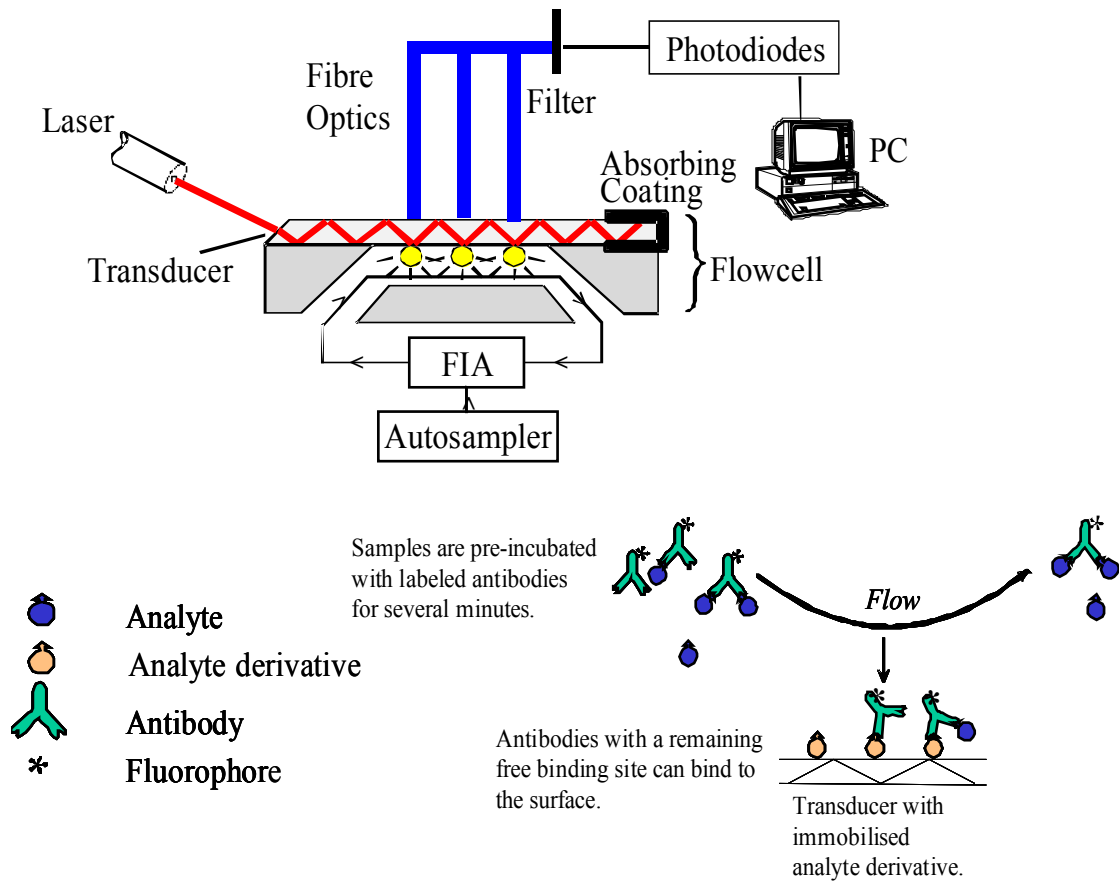 Laser
Fibre
Optics
Filter
Photodiodes
PC
Absorbing
Coating
Transducer
Flowcell
FIA
Autosampler
Samples are pre-incubated
with labeled antibodies
for several minutes.
Flow
Analyte
Analyte derivative
Antibody
* Fluorophore
Antibodies with a remaining
free binding site can bind to
the surface.
Transducer with
immobilised
analyte derivative.